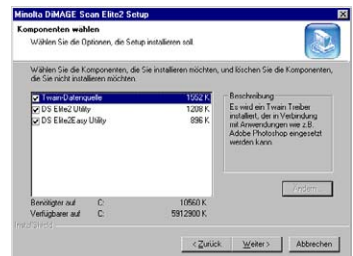 Minolta DiMAGE Scan Elite2 Setup
Komponenten wählen
Wählen Sie die Optionen, die Setup installieren soll.
Wählen Sie die Komponenten, die Sie installieren möchten, und löschen Sie die Komponenten,
die Sie nicht installieren möchten.
Twain-Datenquelle 1552 K
DS Elite2 Utility 1208 K
DS Elite2Easy Utility 896 K
Beschreibung
Es wird ein Twain Treiber
installiert, der in Verbindung
mit Anwendungen wie z.B.
Adobe Photoshop eingesetzt
werden kann.
Ändern...
Benötigter auf C: 10560 K
Verfügbarer auf C: 5912900 K
InstallShield
< Zurück
Weiter >
Abbrechen